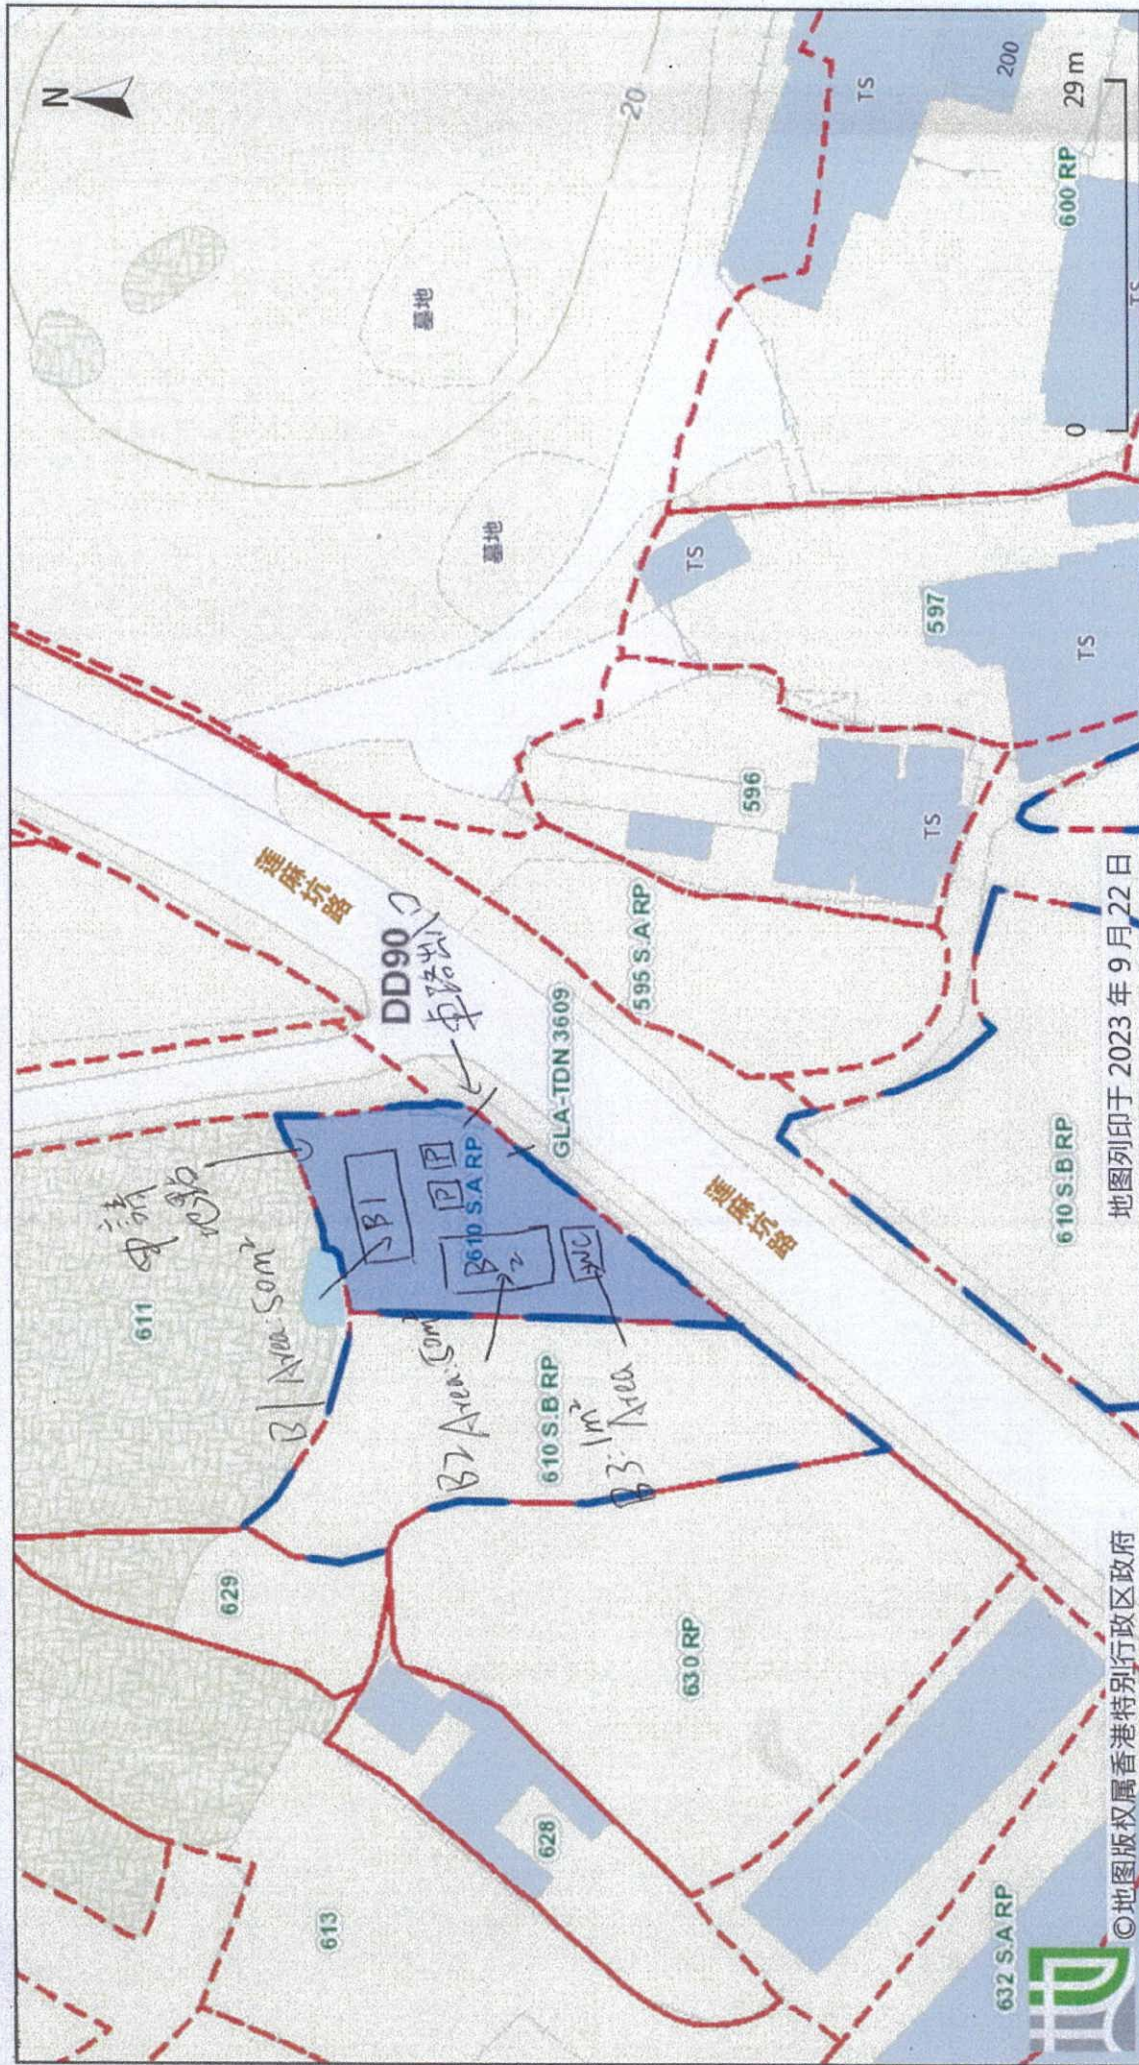 N
20
TS
200
墓地
墓地
600 RP
29 m
0
TS
TS
597
TS
596
TS
莲麻坑路
DD90
車路出入口
595 S.A RP
GLA-TDN 3609
申請地點
611
B1 Area: 50m²
B1
P
P
610 S.A RP
B2
B2 Area: 50m²
B3: 1m² Area
610 S.B RP
莲麻坑路
610 S.B RP
629
630 RP
628
613
632 S.A RP
地图列印于 2023 年 9 月 22 日
©地图版权属香港特别行政区政府